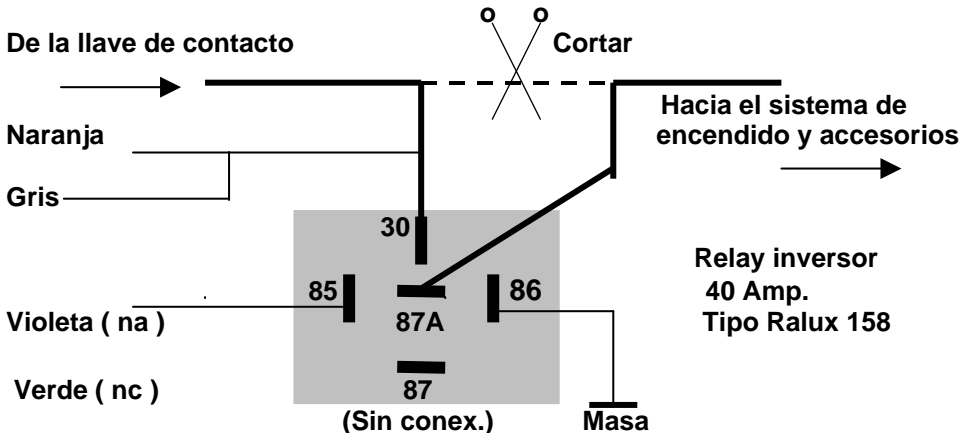 o o
De la llave de contacto
Cortar
Hacia el sistema de
encendido y accesorios
Naranja
Gris
30
Relay inversor
40 Amp.
Tipo Ralux 158
85
86
87A
Violeta ( na )
Verde ( nc )
87
(Sin conex.)
Masa